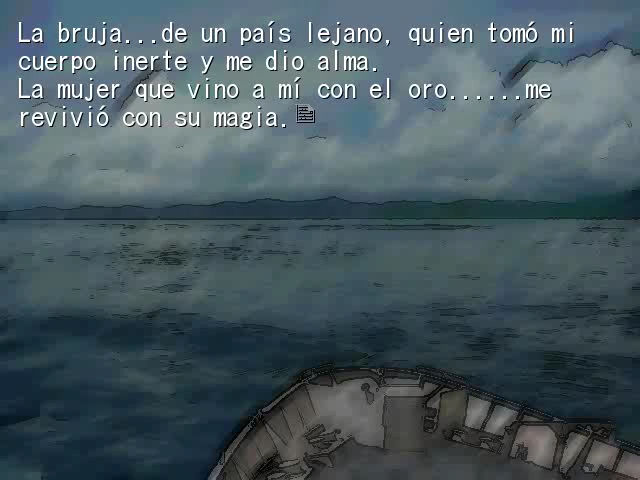 La bruja...de un país lejano, quien tomó mi
cuerpo inerte y me dio alma.
La mujer que vino a mí con el oro......me
revivió con su magia.